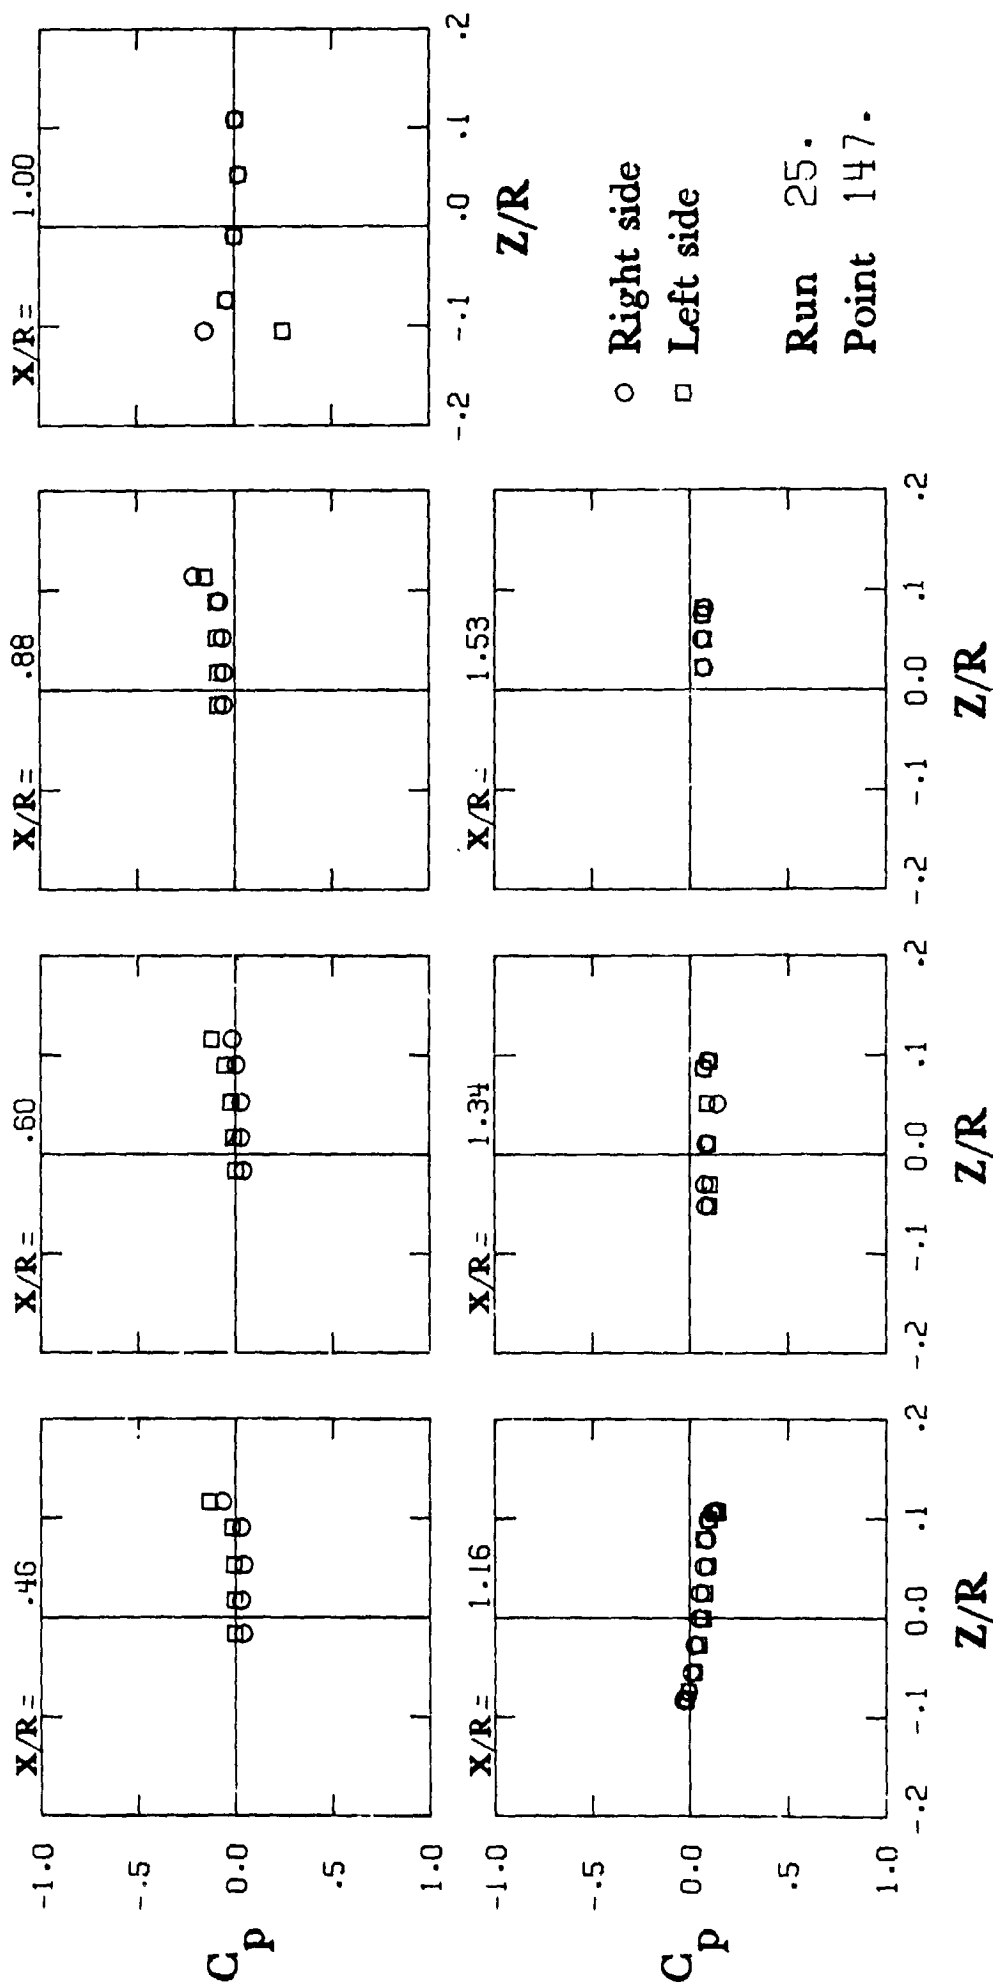 X/R= .46
X/R= .60
X/R= .88
X/R= 1.00
-1.0
-.5
0.0
.5
1.0
C p
-.2 -.1 .0 .1 .2
Z/R
X/R= 1.16
X/R= 1.34
X/R= 1.53
-1.0
-.5
0.0
.5
1.0
C p
-.2 -.1 0.0 .1 .2
Z/R
-.2 -.1 0.0 .1 .2
Z/R
-.2 -.1 0.0 .1 .2
Z/R
Right side
Left side
Run 25.
Point 147.